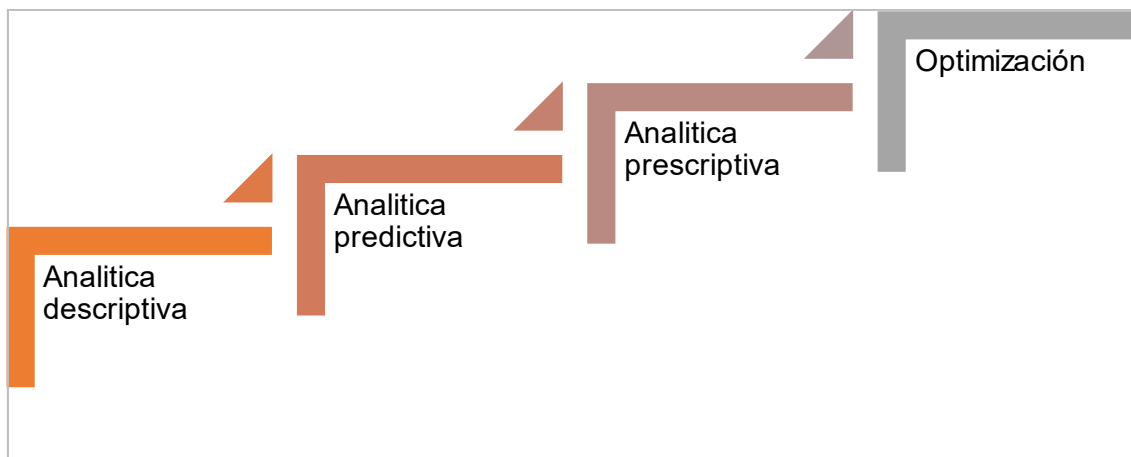 Analitica
descriptiva
Analitica
predictiva
Analitica
prescriptiva
Optimización